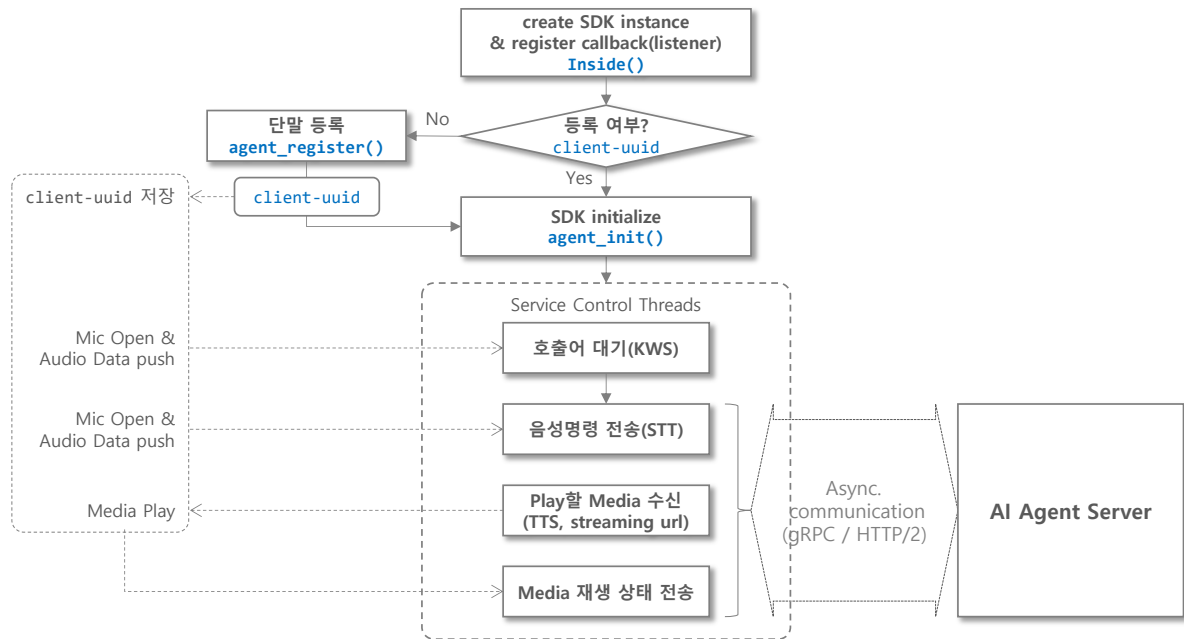 create SDK instance
& register callback(listener)
Inside()
No
등록 여부?
client-uuid
단말 등록
agent_register()
Yes
client-uuid 저장
client-uuid
SDK initialize
agent_init()
Service Control Threads
Mic Open &
Audio Data push
호출어 대기(KWS)
Mic Open &
Audio Data push
음성명령 전송(STT)
Media Play
Play할 Media 수신
(TTS, streaming url)
Media 재생 상태 전송
Async.
communication
(gRPC / HTTP/2)
AI Agent Server